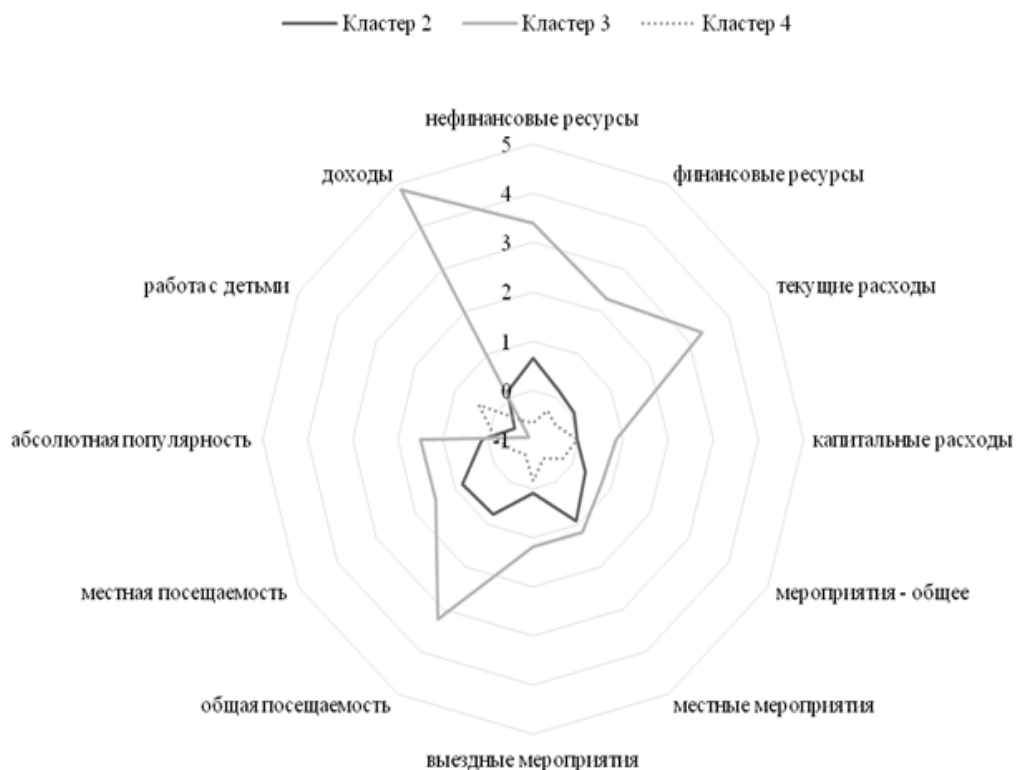 Кластер 2 Кластер 3 Кластер 4
нефинансовые ресурсы
5
доходы
финансовые ресурсы
4
3
работа с детьми
текущие расходы
2
1
0
абсолютная популярность
-1
капитальные расходы
местная посещаемость
мероприятия - общее
общая посещаемость
местные мероприятия
выездные мероприятия